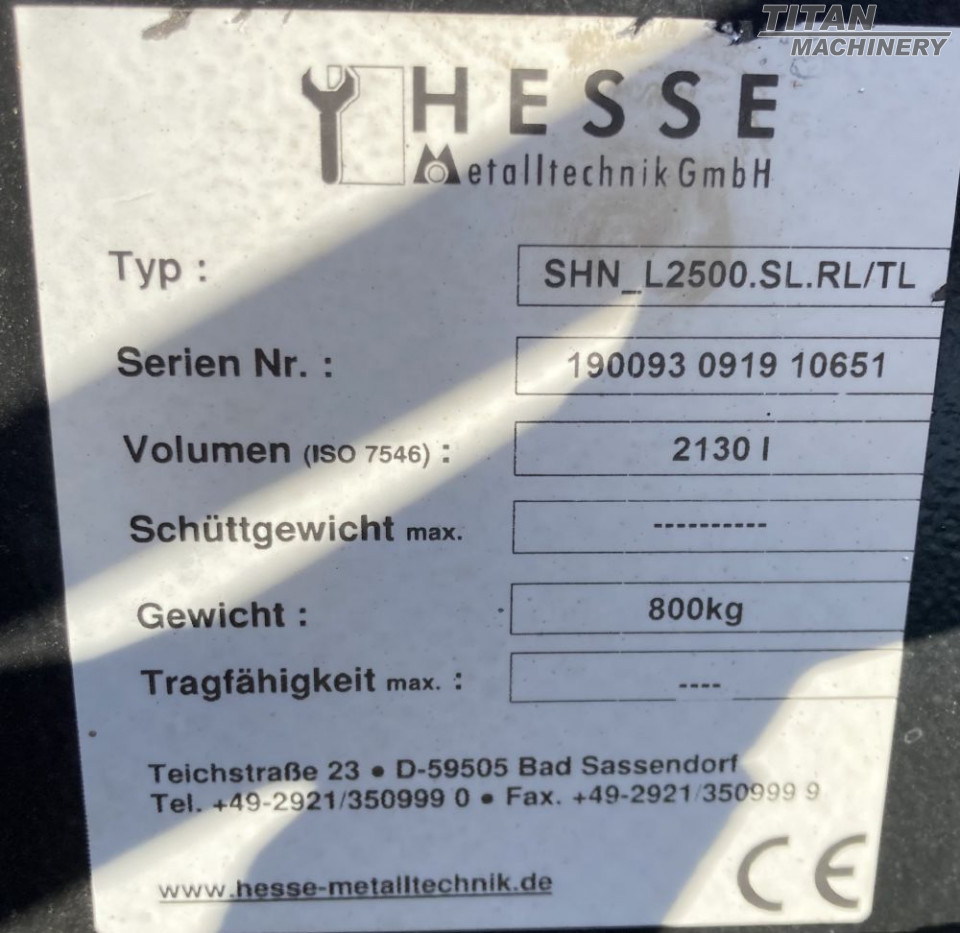 TITAN
MACHINERY
HESSE
Metalltechnik GmbH
Typ : SHN_L2500.SL.RL/TL
Serien Nr. : 190093 0919 10651
Volumen (ISO 7546) : 2130 l
Schüttgewicht max. ----------
Gewicht : 800kg
Tragfähigkeit max. : ----
Teichstraße 23 • D-59505 Bad Sassendorf
Tel. +49-2921/350999 0 • Fax. +49-2921/350999 9
www.hesse-metalltechnik.de
CE